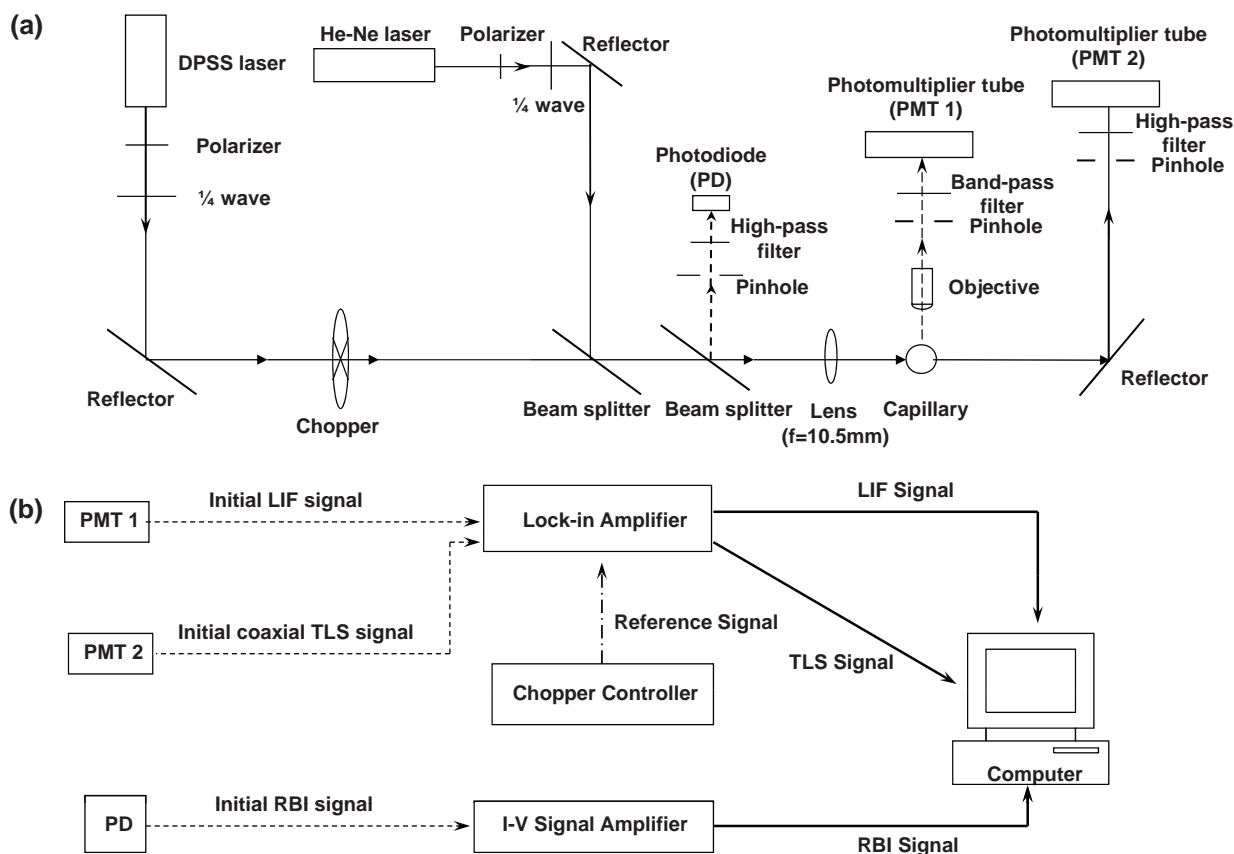 (a)
DPSS laser
Polarizer
¼ wave
Reflector
He-Ne laser
Polarizer
¼ wave
Reflector
Chopper
Beam splitter
Photodiode
(PD)
High-pass
filter
Pinhole
Beam splitter
Lens
(f=10.5mm)
Photomultiplier tube
(PMT 1)
Band-pass
filter
Pinhole
Objective
Capillary
Photomultiplier tube
(PMT 2)
High-pass
filter
Pinhole
Reflector
(b)
PMT 1
Initial LIF signal
Lock-in Amplifier
LIF Signal
PMT 2
Initial coaxial TLS signal
Reference Signal
TLS Signal
Chopper Controller
Computer
PD
Initial RBI signal
I-V Signal Amplifier
RBI Signal